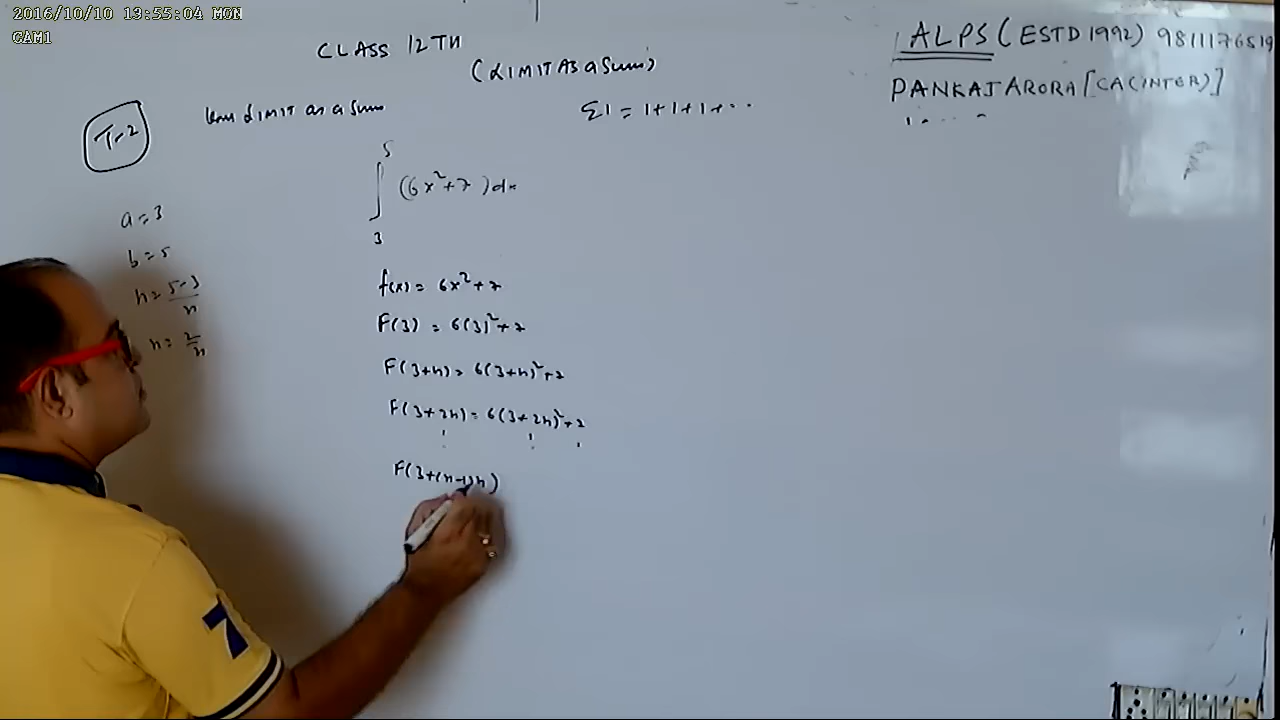 2016/10/10 19:55:04 MON
CAM1
CLASS 12TH
(LIMIT AS a Sum)
ALPS (ESTD 1992) 9811176519
PANKAJ ARORA [CA(INTER)]
T-2
LIMIT as a Sum
Σ1 = 1+1+1+...
∫₃⁵ (6x²+7)dx
a=3
b=5
h=5-3/n
h=2/n
f(x) = 6x²+7
F(3) = 6(3)²+7
F(3+h) = 6(3+h)²+7
F(3+2h) = 6(3+2h)²+7
F(3+(n-1)h)